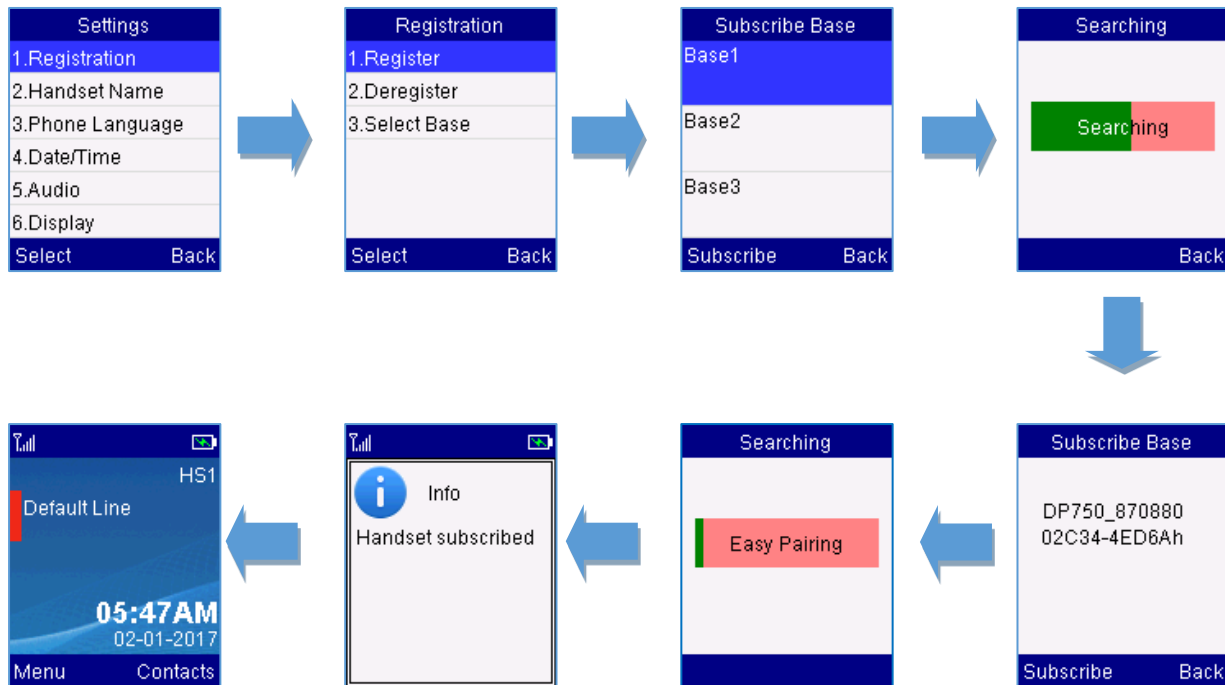 Settings
1.Registration
2.Handset Name
3.Phone Language
4.Date/Time
5.Audio
6.Display
Select Back
Registration
1.Register
2.Deregister
3.Select Base
Select Back
Subscribe Base
Base1
Base2
Base3
Subscribe Back
Searching
Searching
Back
Subscribe Base
DP750_870880
02C34-4ED6Ah
Subscribe Back
Searching
Easy Pairing
Info
Handset subscribed
HS1
Default Line
05:47AM
02-01-2017
Menu Contacts